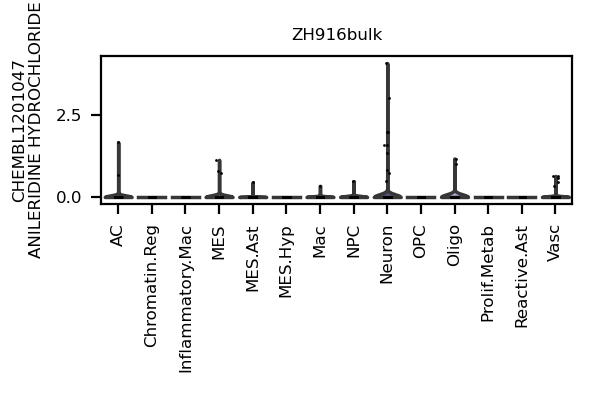 ZH916bulk
CHEMBL1201047
ANILERIDINE HYDROCHLORIDE
2.5
0.0
AC
Chromatin.Reg
Inflammatory.Mac
MES
MES.Ast
MES.Hyp
Mac
NPC
Neuron
OPC
Oligo
Prolif.Metab
Reactive.Ast
Vasc